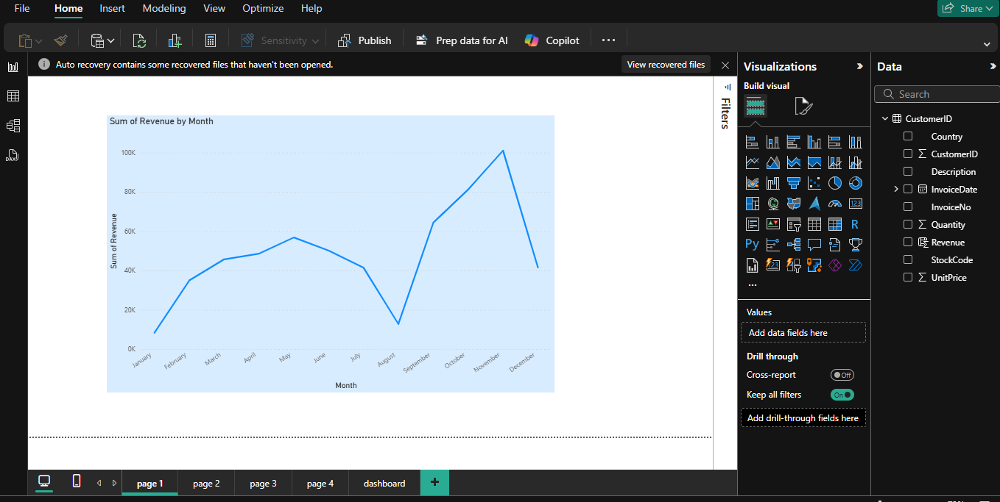 File Home Insert Modeling View Optimize Help Share
Sensitivity Publish Prep data for AI Copilot ...
Auto recovery contains some recovered files that haven't been opened. View recovered files
Sum of Revenue by Month
Sum of Revenue
100K
80K
60K
40K
20K
0K
January February March April May June July August September October November December
Month
Filters
Visualizations
Build visual
123
R
Py
123
...
Values
Add data fields here
Drill through
Cross-report Off
Keep all filters On
Add drill-through fields here
Data
Search
CustomerID
Country
Σ CustomerID
Description
InvoiceDate
InvoiceNo
Σ Quantity
Revenue
StockCode
Σ UnitPrice
DAX
page 1 page 2 page 3 page 4 dashboard +